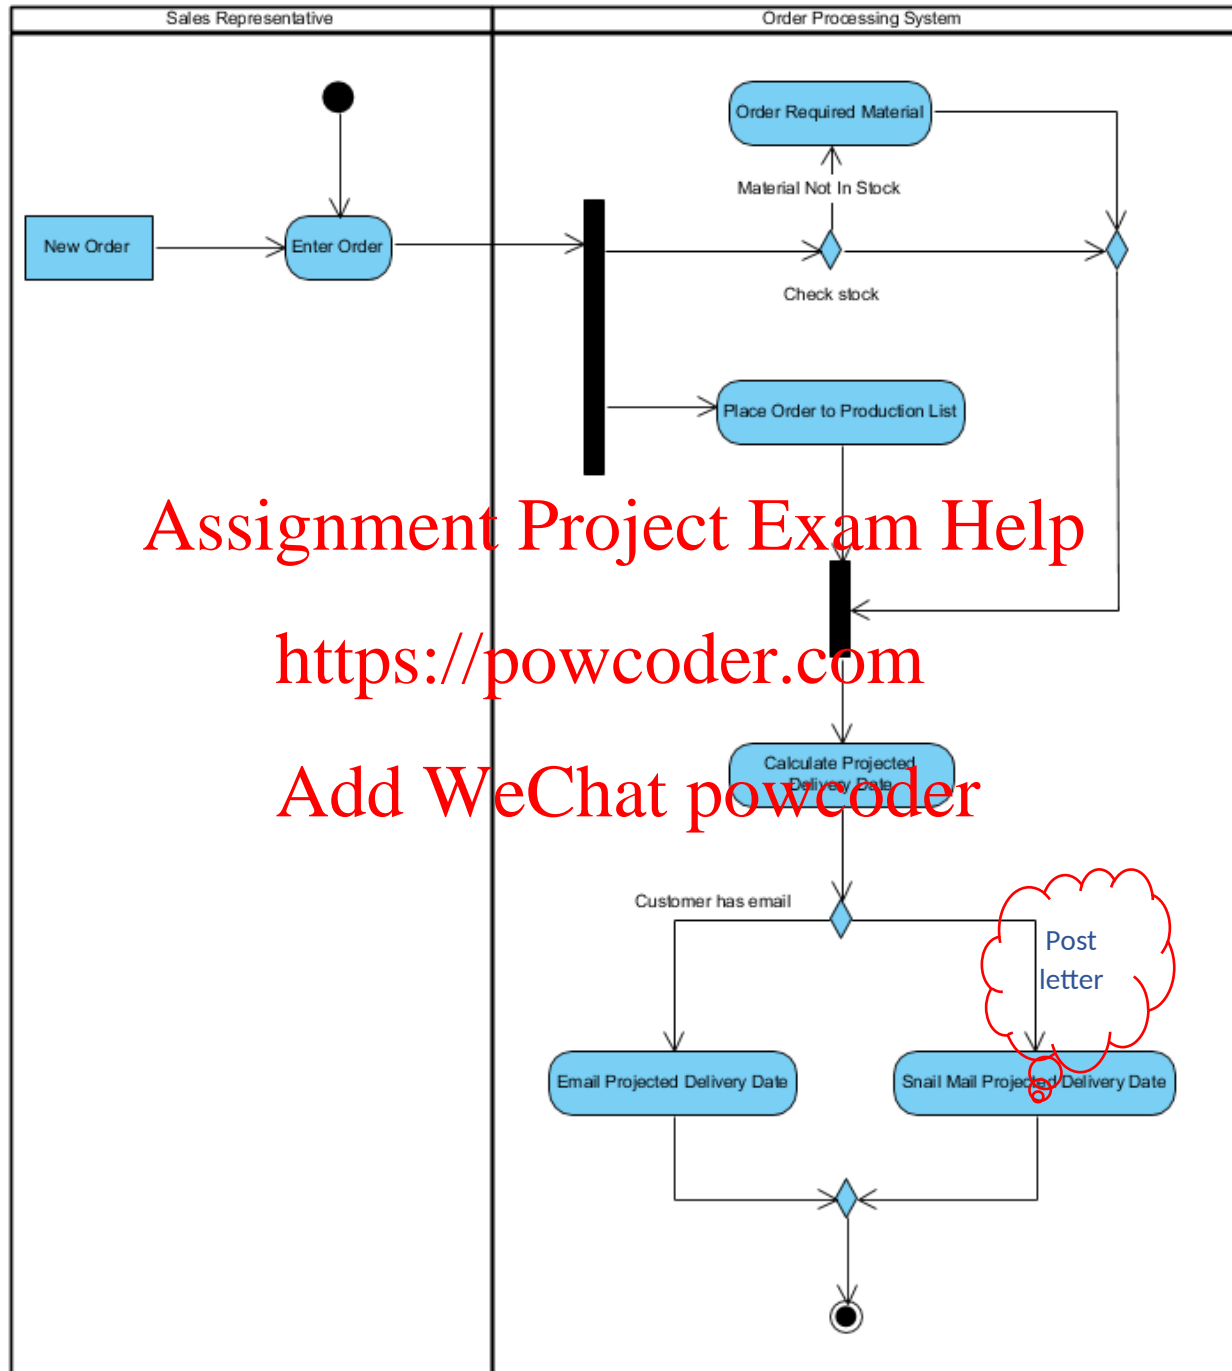 Sales Representative
Order Processing System
Order Required Material
Material Not In Stock
New Order
Enter Order
Check stock
Place Order to Production List
Assignment Project Exam Help
https://powcoder.com
Calculate Projected
Delivery Date
Add WeChat powcoder
Customer has email
Post
letter
Email Projected Delivery Date
Snail Mail Projected Delivery Date